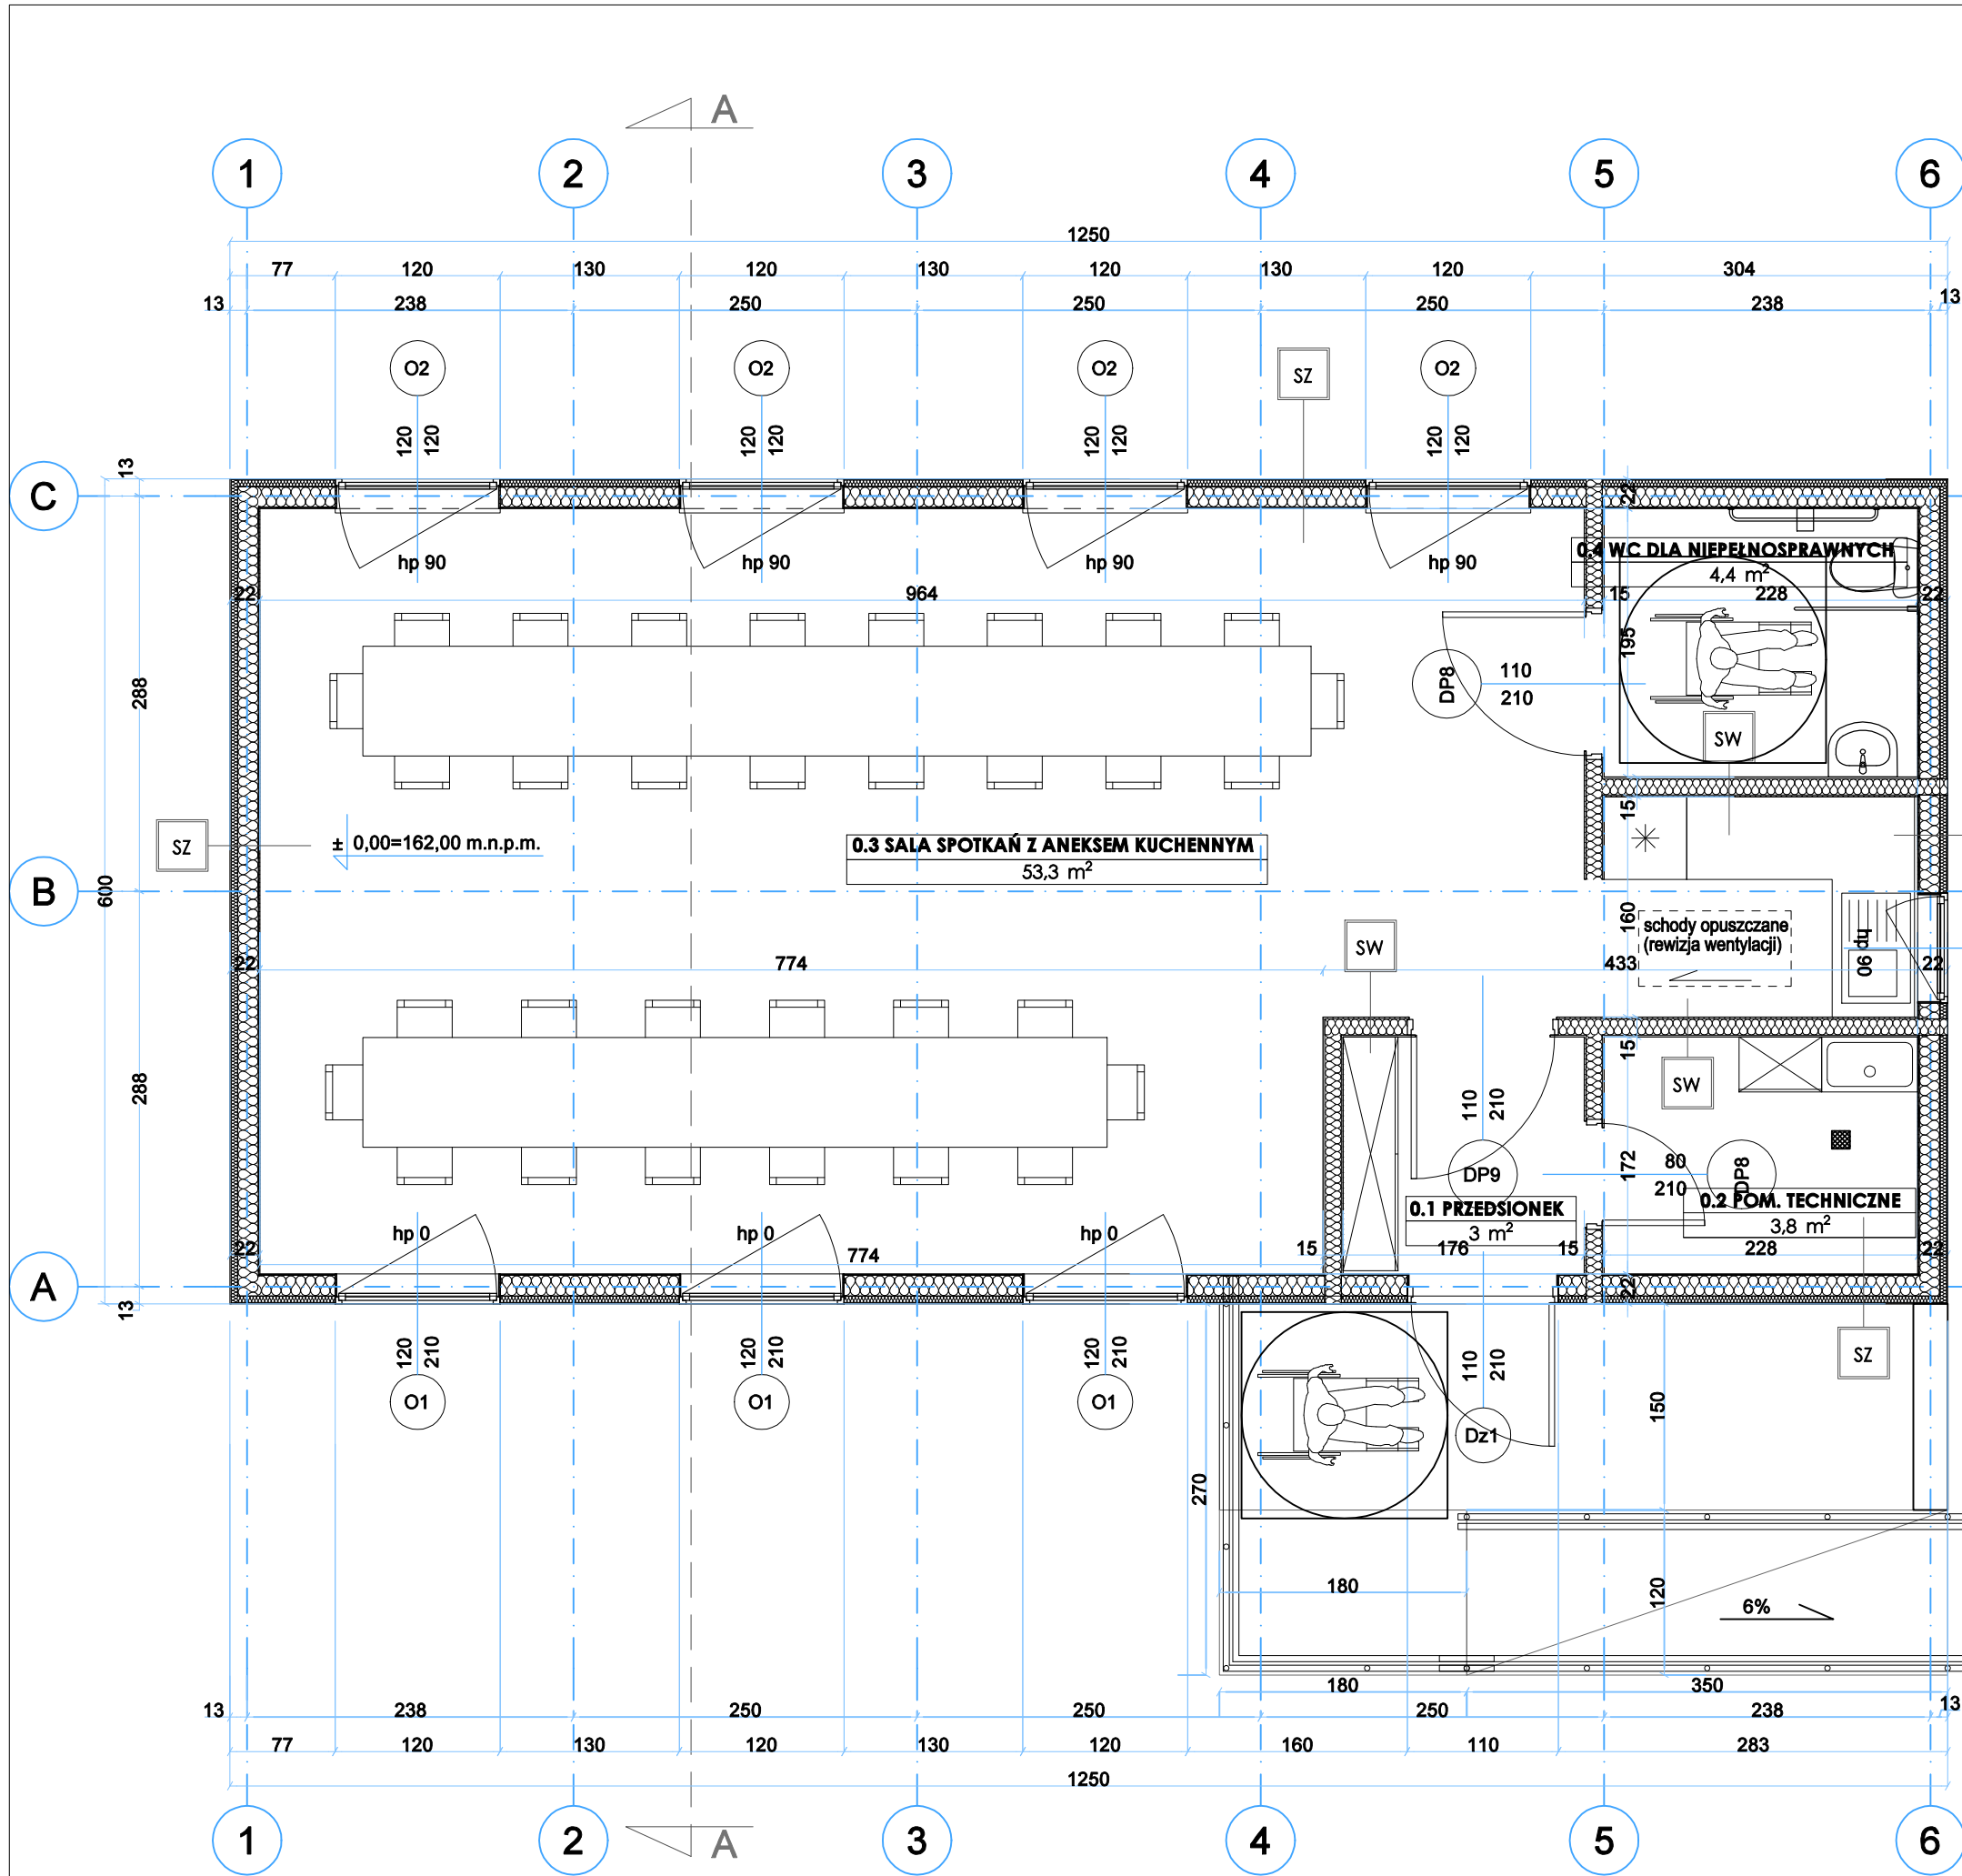 A
1 2 3 4 5 6
1250
77 120 130 120 130 120 130 120 304
13 238 250 250 250 238 13
O2 O2 O2 SZ O2
120 120 120 120 120 120 120 120
13
C
22
hp 90 hp 90 hp 90 hp 90
0.4 WC DLA NIEPEŁNOSPRAWNYCH
4,4 m²
22 964 15 228 22
195
288
DP8 110
210
SW
15
SZ
± 0,00=162,00 m.n.p.m.
0.3 SALA SPOTKAŃ Z ANEKSEM KUCHENNYM
53,3 m²
B
600
160
schody opuszczane
(rewizja wentylacji)
hp 90
SW
22 774 433 22
15
SW
288
110 210
172
DP9
80
210
DP8
0.1 PRZEDSIONEK
3 m²
0.2 POM. TECHNICZNE
3,8 m²
hp 0 hp 0 hp 0
22 774 15 176 15 228 22
A
22
13
120 210 120 210 120 210 110 210
SZ
O1 O1 O1 Dz1
150
270
180
120
6%
180 350
13 238 250 250 250 238 13
77 120 130 120 130 120 160 110 283
1250
1 2 3 4 5 6
A